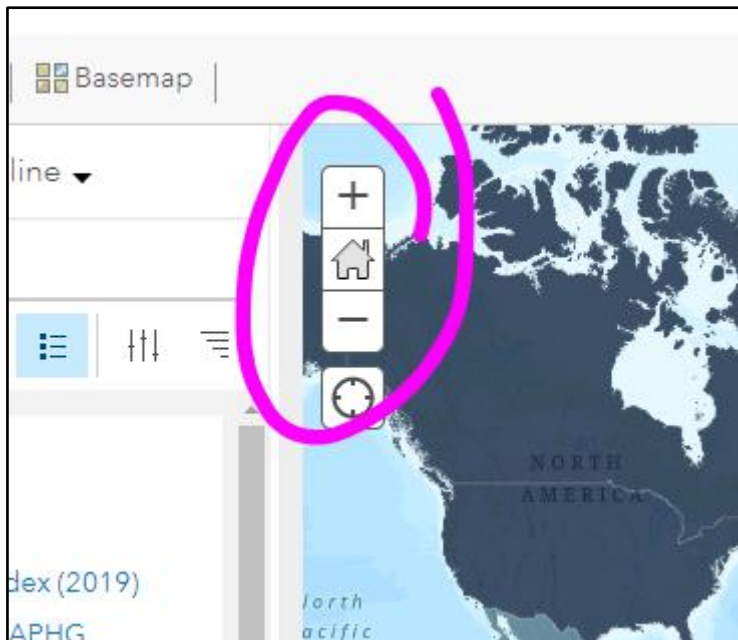 Basemap
line
NORTH
AMERICA
dex (2019)
APHG
orth
acific